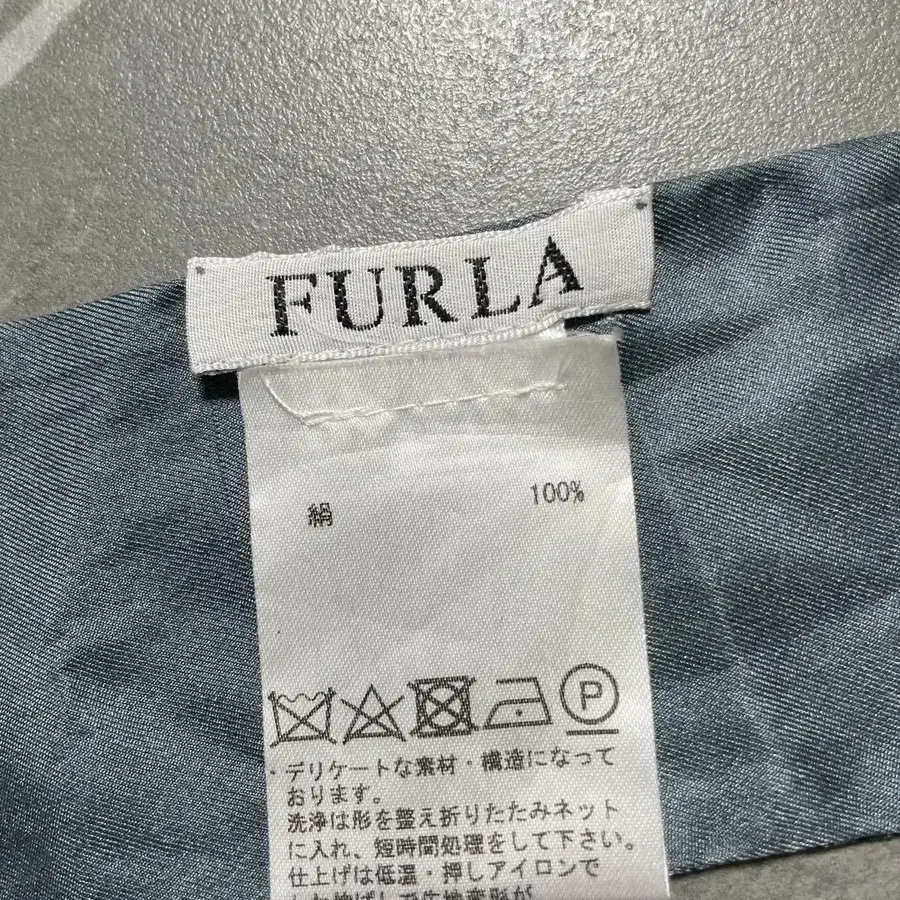 FURLA
絹 100%
P
・デリケートな素材・構造になって
おります。
洗浄は形を整え折りたたみネット
に入れ、短時間処理をして下さい。
仕上げは低温・押しアイロンで